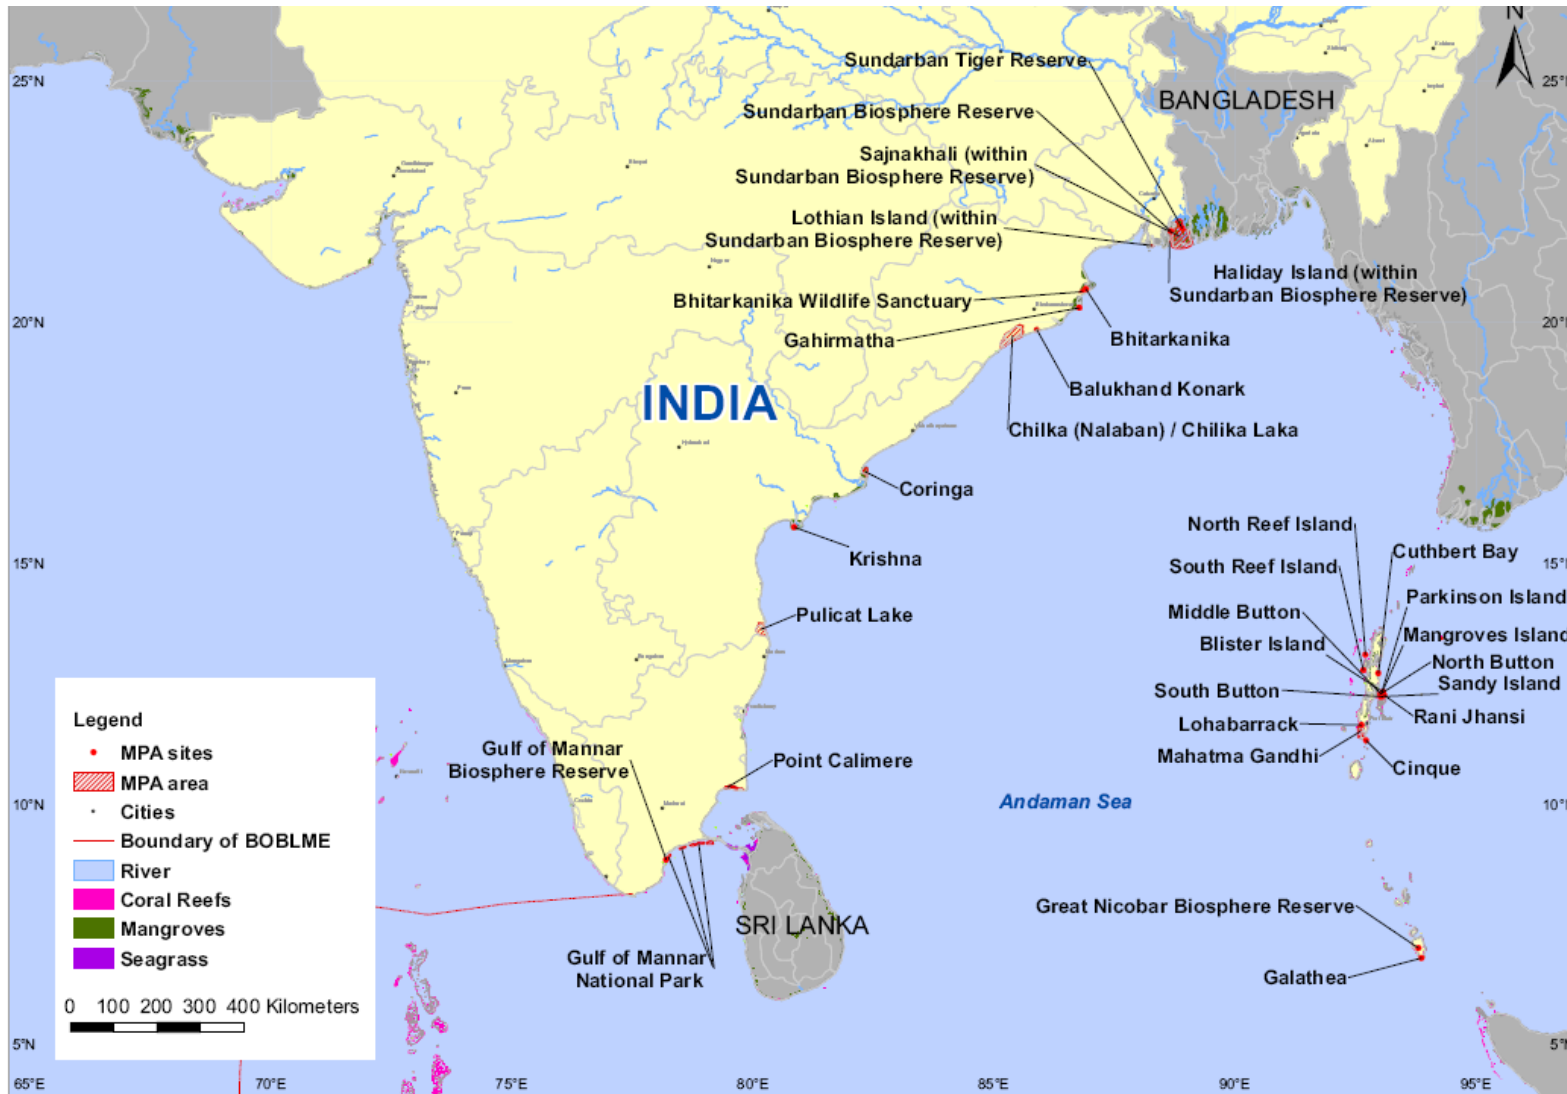 N
25°N
25°N
Sundarban Tiger Reserve
BANGLADESH
Sundarban Biosphere Reserve
Sajnakhali (within
Sundarban Biosphere Reserve)
Lothian Island (within
Sundarban Biosphere Reserve)
Haliday Island (within
Sundarban Biosphere Reserve)
Bhitarkanika Wildlife Sanctuary
20°N
20°N
Gahirmatha
Bhitarkanika
Balukhand Konark
INDIA
Chilka (Nalaban) / Chilika Laka
Coringa
Krishna
North Reef Island
Cuthbert Bay
15°N
15°N
South Reef Island
Parkinson Island
Middle Button
Pulicat Lake
Blister Island
Mangroves Island
North Button
Sandy Island
South Button
Rani Jhansi
Lohabarrack
Mahatma Gandhi
Cinque
Gulf of Mannar
Biosphere Reserve
Point Calimere
10°N
10°N
Andaman Sea
SRI LANKA
Great Nicobar Biosphere Reserve
Galathea
Gulf of Mannar
National Park
Legend
MPA sites
MPA area
Cities
Boundary of BOBLME
River
Coral Reefs
Mangroves
Seagrass
0 100 200 300 400 Kilometers
5°N
5°N
65°E
70°E
75°E
80°E
85°E
90°E
95°E